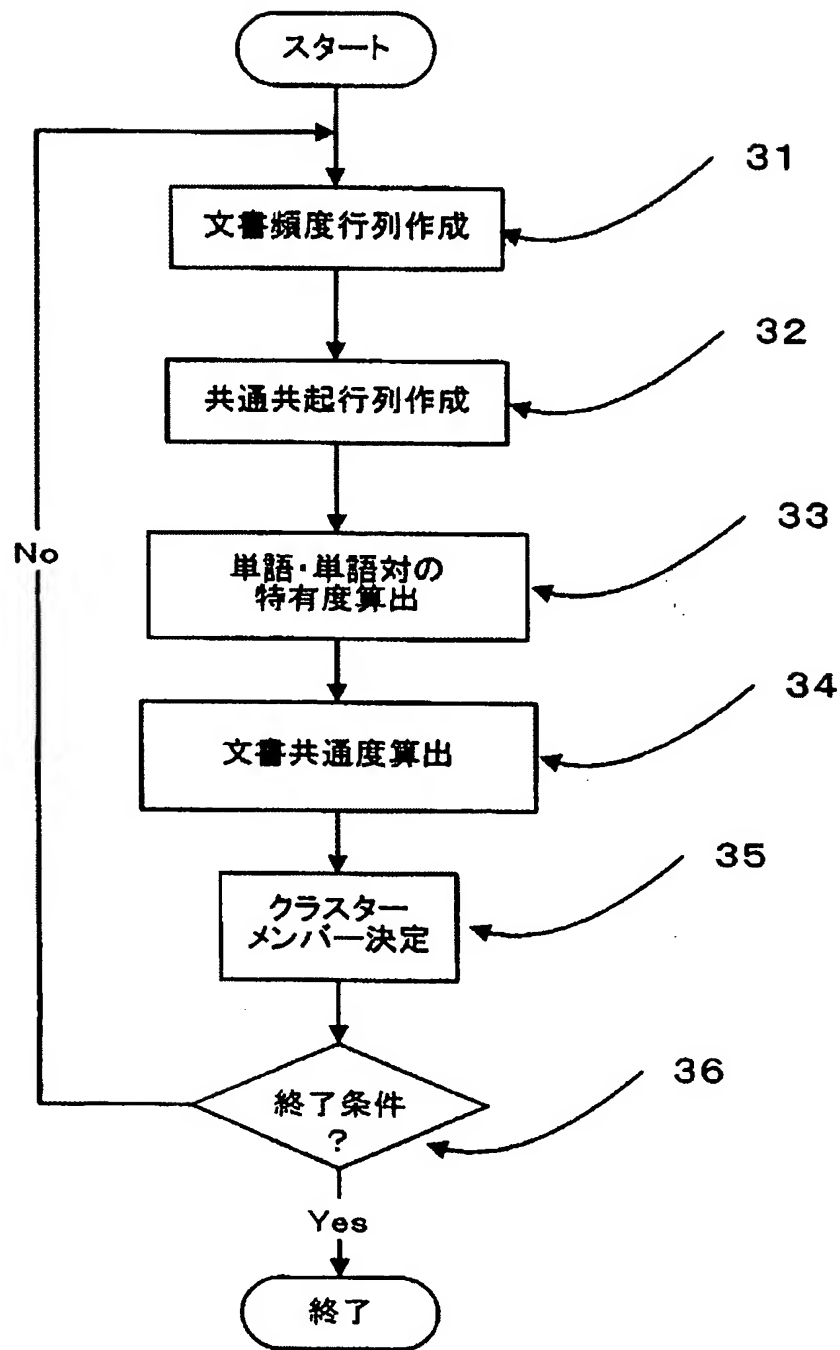 スタート
31
文書頻度行列作成
32
共通共起行列作成
33
単語・単語対の
特有度算出
34
文書共通度算出
35
クラスター
メンバー決定
No
36
終了条件
?
Yes
終了